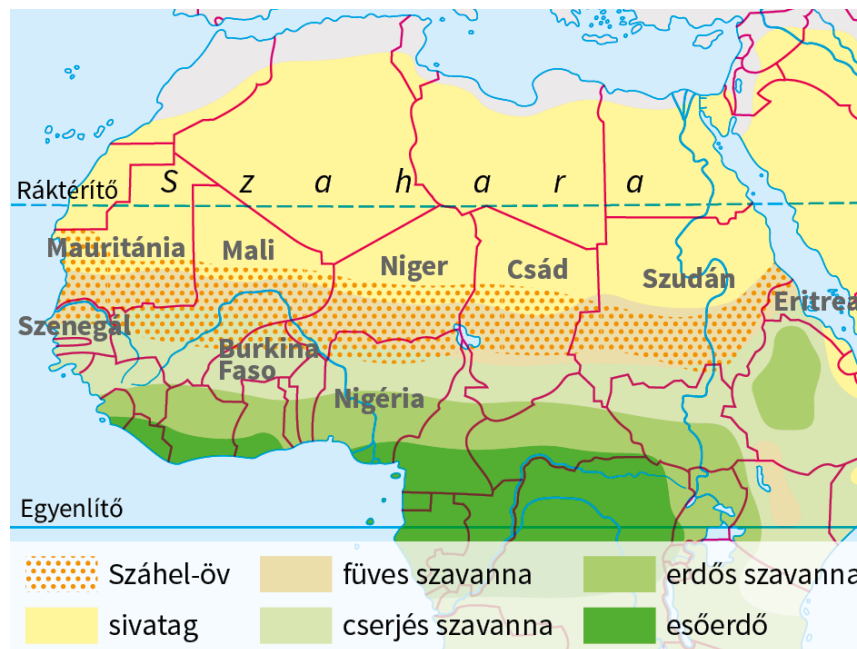 S z a h a r a
Ráktérítő
Mauritánia
Mali
Niger
Csád
Szudán
Eritrea
Szenegál
Burkina
Faso
Nigéria
Egyenlítő
Száhel-öv
füves szavanna
erdős szavanna
sivatag
cserjés szavanna
esőerdő